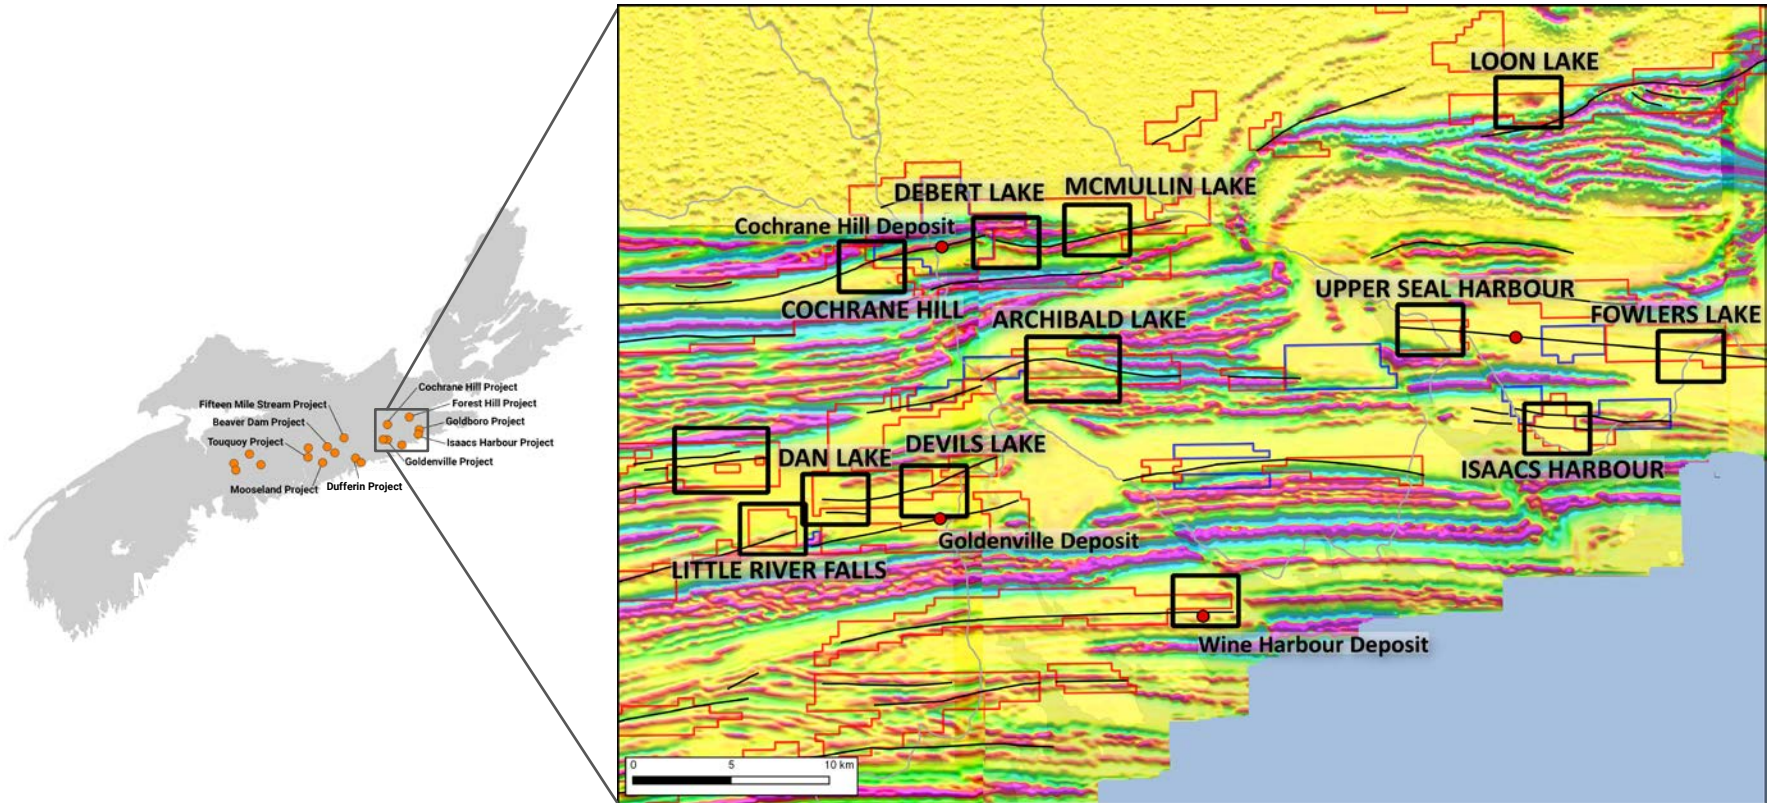 Cochrane Hill Project
Fifteen Mile Stream Project
Forest Hill Project
Beaver Dam Project
Goldboro Project
Touquoy Project
Isaacs Harbour Project
Goldenville Project
Mooseland Project
Dufferin Project
M
LOON LAKE
DEBERT LAKE
MCMULLIN LAKE
Cochrane Hill Deposit
COCHRANE HILL
UPPER SEAL HARBOUR
ARCHIBALD LAKE
FOWLERS LAKE
DEVILS LAKE
DAN LAKE
ISAACS HARBOUR
Goldenville Deposit
LITTLE RIVER FALLS
Wine Harbour Deposit
0 5 10 km